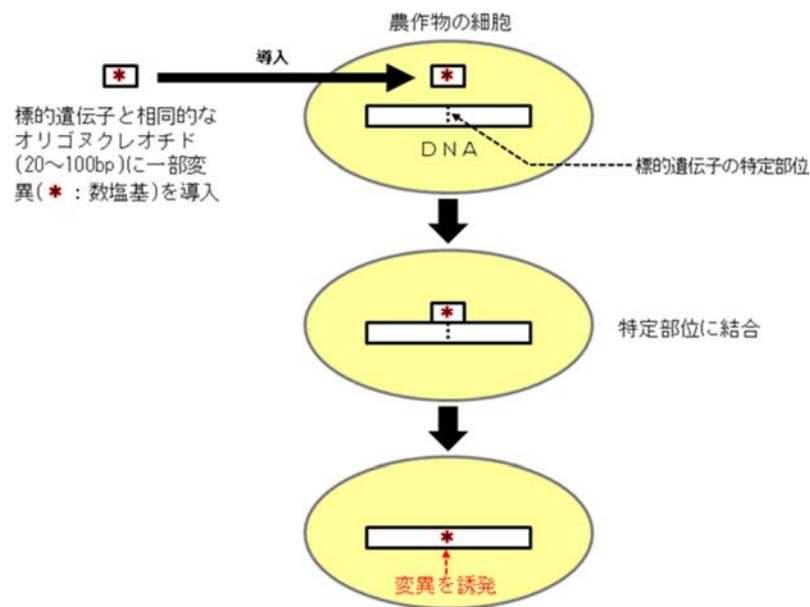 農作物の細胞
導入
*
*
標的遺伝子と相同的な
オリゴヌクレオチド
(20〜100bp)に一部変
異(*：数塩基)を導入
DNA
標的遺伝子の特定部位
*
特定部位に結合
*
変異を誘発